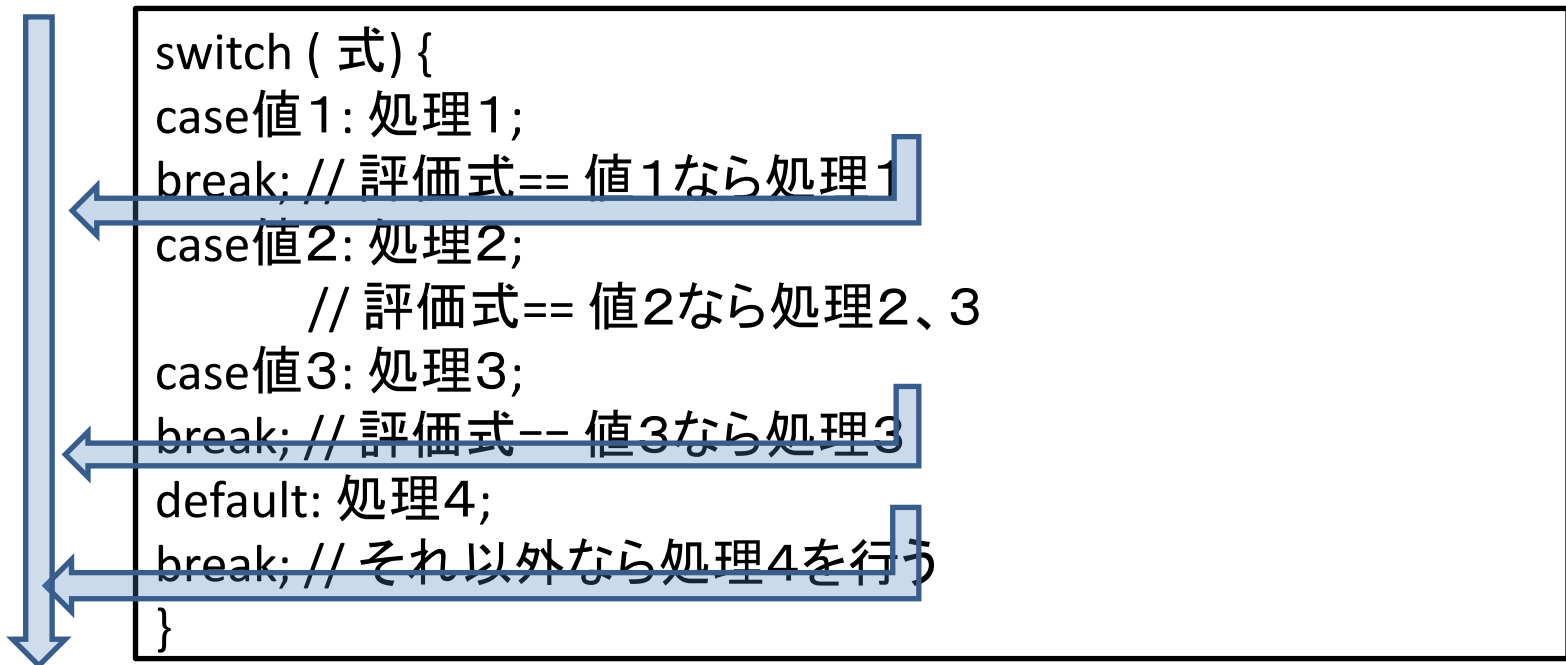 switch ( 式) {
case値１: 処理１;
break; // 評価式== 値１なら処理１
case値２: 処理２;
// 評価式== 値２なら処理２、３
case値３: 処理３;
break; // 評価式== 値３なら処理３
default: 処理４;
break; // それ以外なら処理４を行う
}